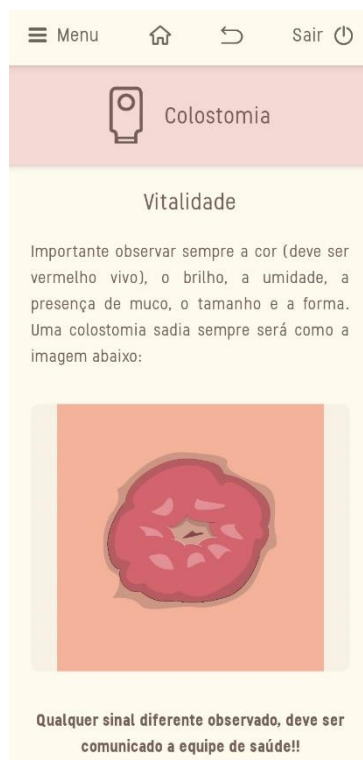 Menu Sair
Colostomia
Vitalidade
Importante observar sempre a cor (deve ser
vermelho vivo), o brilho, a umidade, a
presença de muco, o tamanho e a forma.
Uma colostomia sadia sempre será como a
imagem abaixo:
Qualquer sinal diferente observado, deve ser
comunicado a equipe de saúde!!